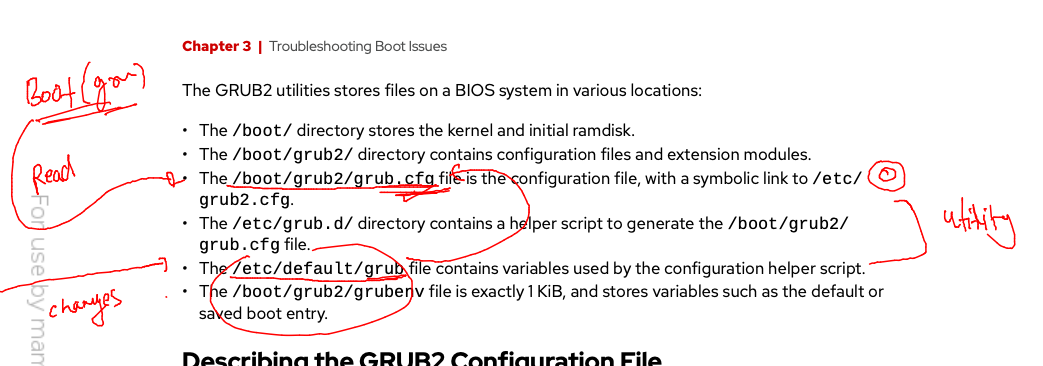 Chapter 3 | Troubleshooting Boot Issues
Boot (grub)
The GRUB2 utilities stores files on a BIOS system in various locations:
• The /boot/ directory stores the kernel and initial ramdisk.
• The /boot/grub2/ directory contains configuration files and extension modules.
Read
• The /boot/grub2/grub.cfg file is the configuration file, with a symbolic link to /etc/
grub2.cfg.
• The /etc/grub.d/ directory contains a helper script to generate the /boot/grub2/
grub.cfg file.
utility
• The /etc/default/grub file contains variables used by the configuration helper script.
changes
• The /boot/grub2/grubenv file is exactly 1 KiB, and stores variables such as the default or
saved boot entry.
For use by mam
Describing the GRUB2 Configuration File